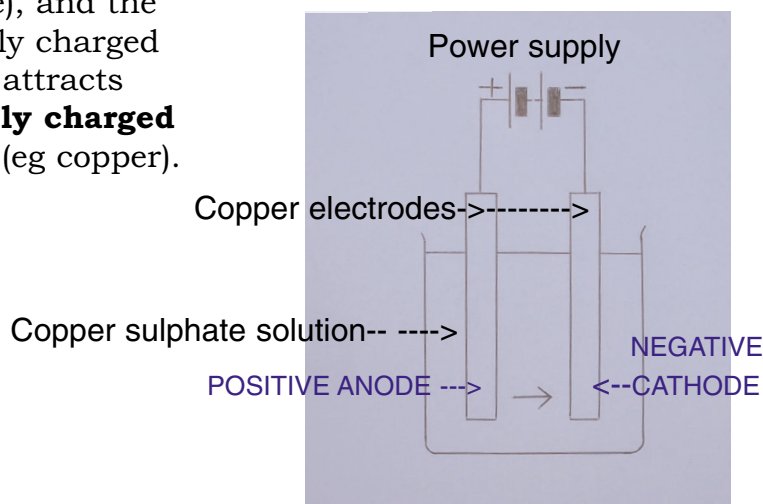 e), and the
ly charged
attracts
ly charged
(eg copper).
Power supply
+ −
Copper electrodes->-------->
Copper sulphate solution-- ---->
NEGATIVE
POSITIVE ANODE --->
<--CATHODE